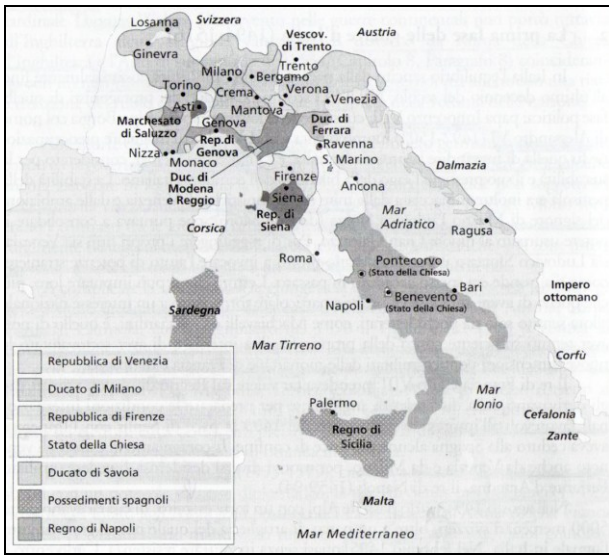 Svizzera
Austria
Losanna
Ginevra
Vescov.
di Trento
Trento
Milano
Bergamo
Torino
Crema
Verona
Venezia
Asti
Mantova
Marchesato
di Saluzzo
Genova
Duc. di
Ferrara
Rep.di
Genova
Ravenna
Nizza
Monaco
S. Marino
Duc. di
Modena
e Reggio
Firenze
Siena
Ancona
Dalmazia
Rep. di
Siena
Corsica
Mar
Adriatico
Ragusa
Roma
Pontecorvo
(Stato della Chiesa)
Bari
Impero
ottomano
Benevento
(Stato della Chiesa)
Napoli
Sardegna
Mar Tirreno
Corfù
Mar
Ionio
Cefalonia
Zante
Palermo
Regno di
Sicilia
Malta
Mar Mediterraneo
Repubblica di Venezia
Ducato di Milano
Repubblica di Firenze
Stato della Chiesa
Ducato di Savoia
Possedimenti spagnoli
Regno di Napoli